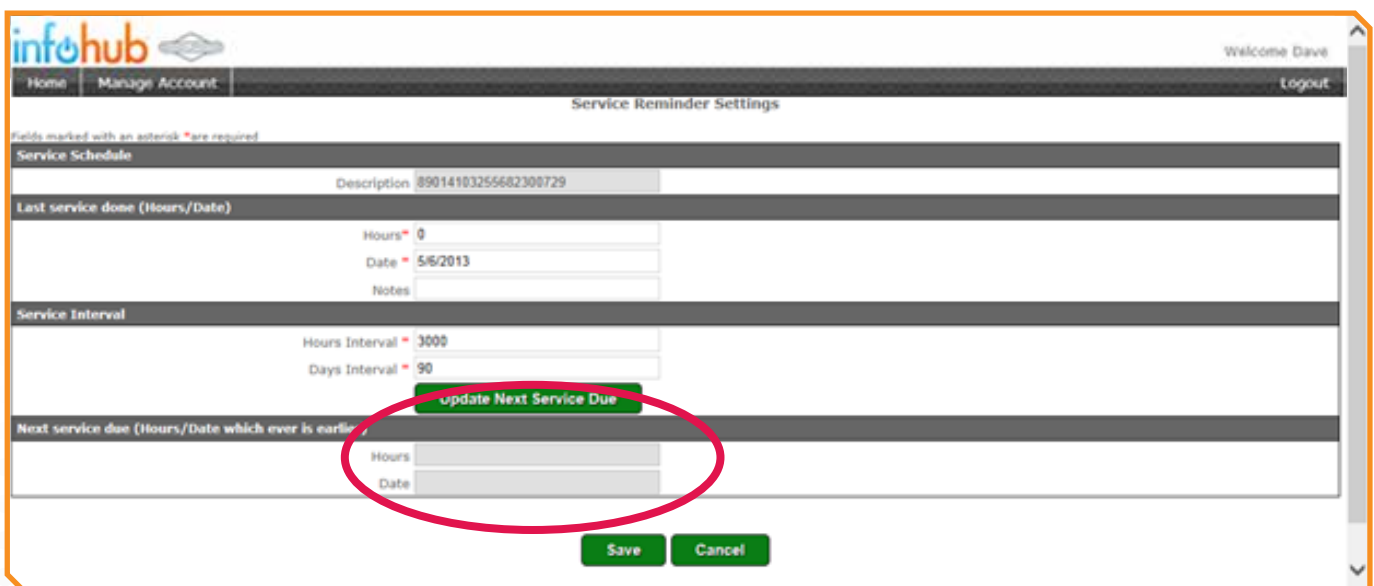 infohub
Welcome Dave
Home Manage Account Logout
Service Reminder Settings
Fields marked with an asterisk *are required
Service Schedule
Description 89014103255682300729
Last service done (Hours/Date)
Hours* 0
Date * 5/6/2013
Notes
Service Interval
Hours Interval * 3000
Days Interval * 90
Update Next Service Due
Next service due (Hours/Date which ever is earlier)
Hours
Date
Save Cancel